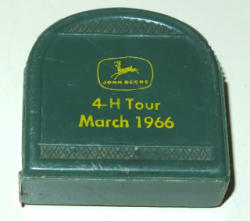 JOHN DEERE
4-H Tour
March 1966